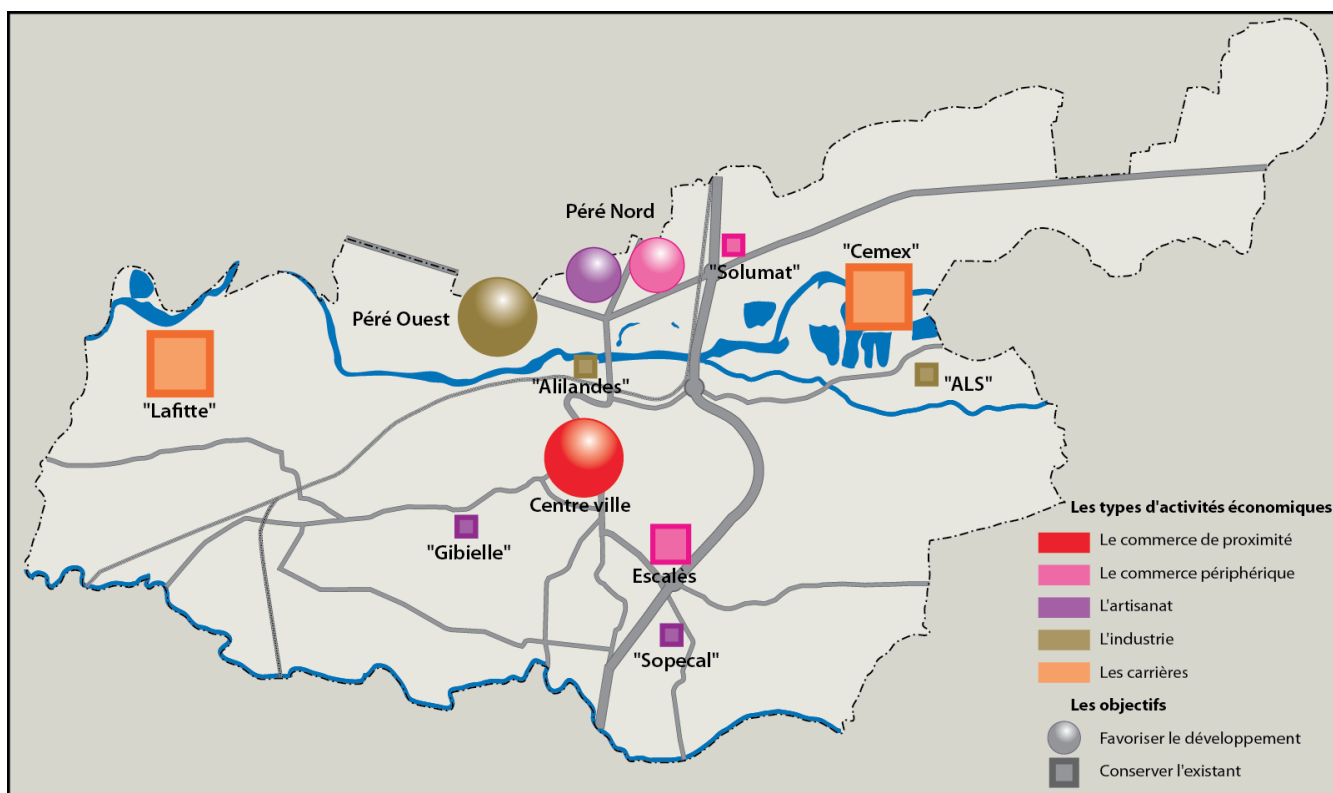 Péré Nord
"Solumat"
"Cemex"
Péré Ouest
"Lafitte"
"Alilandes"
"ALS"
Centre ville
"Gibielle"
Escalès
"Sopecal"
Les types d'activités économiques
Le commerce de proximité
Le commerce périphérique
L'artisanat
L'industrie
Les carrières
Les objectifs
Favoriser le développement
Conserver l'existant